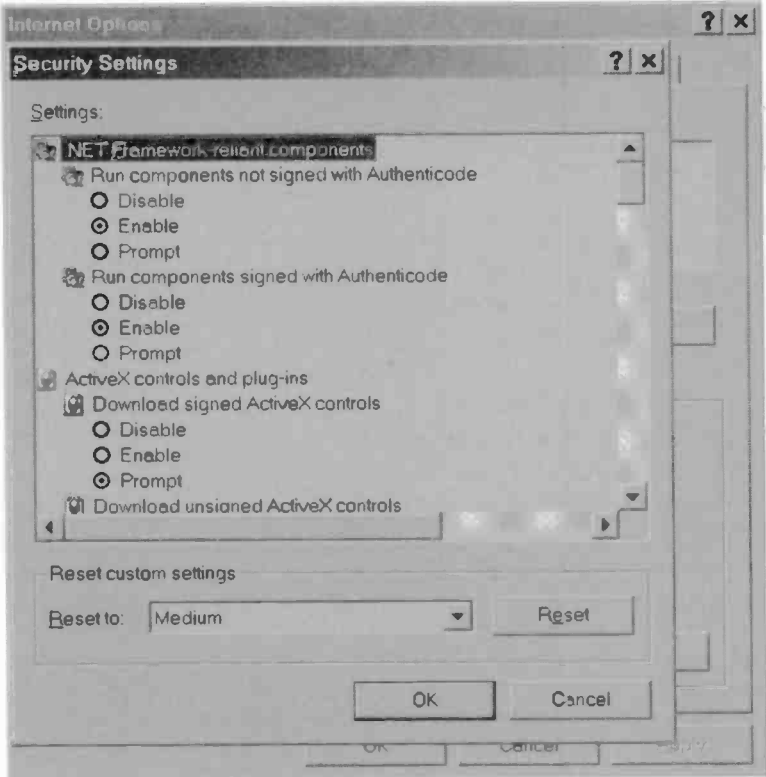 Internet Options
? ×
Security Settings
? ×
Settings:
.NET Framework-reliant components
Run components not signed with Authenticode
Disable
Enable
Prompt
Run components signed with Authenticode
Disable
Enable
Prompt
ActiveX controls and plug-ins
Download signed ActiveX controls
Disable
Enable
Prompt
Download unsigned ActiveX controls
Reset custom settings
Reset to:
Medium
Reset
OK
Cancel
OK
Cancel
Apply